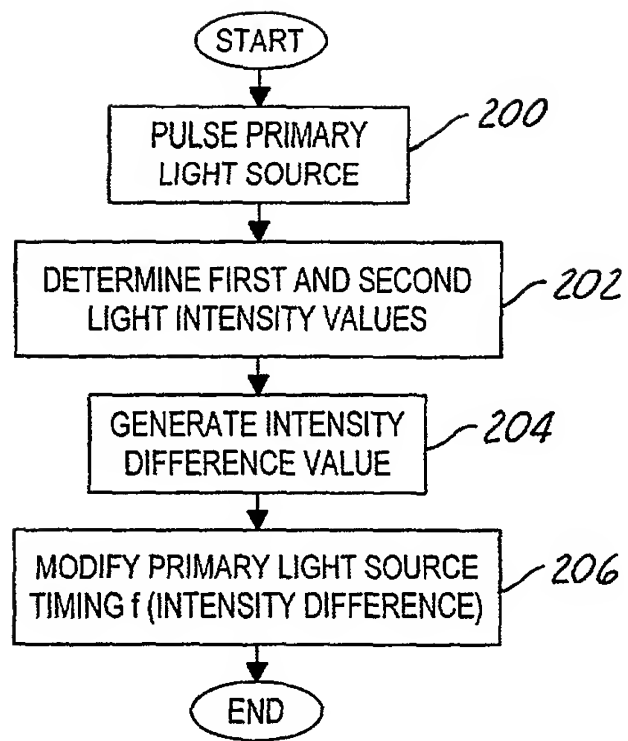 START
PULSE PRIMARY
LIGHT SOURCE
200
DETERMINE FIRST AND SECOND
LIGHT INTENSITY VALUES
202
GENERATE INTENSITY
DIFFERENCE VALUE
204
MODIFY PRIMARY LIGHT SOURCE
TIMING f (INTENSITY DIFFERENCE)
206
END